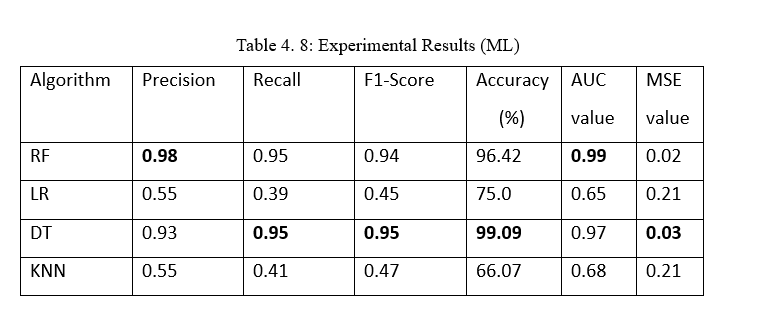 Table 4. 8: Experimental Results (ML)
Algorithm Precision Recall F1-Score Accuracy (%) AUC value MSE value
RF 0.98 0.95 0.94 96.42 0.99 0.02
LR 0.55 0.39 0.45 75.0 0.65 0.21
DT 0.93 0.95 0.95 99.09 0.97 0.03
KNN 0.55 0.41 0.47 66.07 0.68 0.21